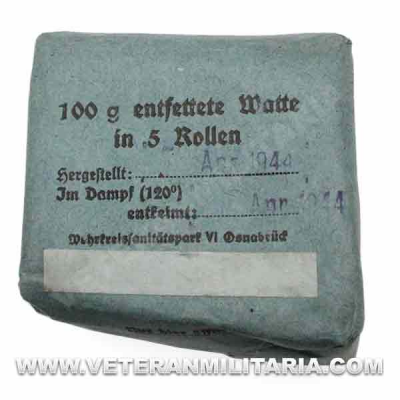 100 g entfettete Watte
in 5 Rollen
Hergestellt: Apr. 1944
Im Dampf (120°)
entkeimt: Apr. 1944
Wehrkreissanitätspark VI Osnabrück
WWW.VETERANMILITARIA.COM